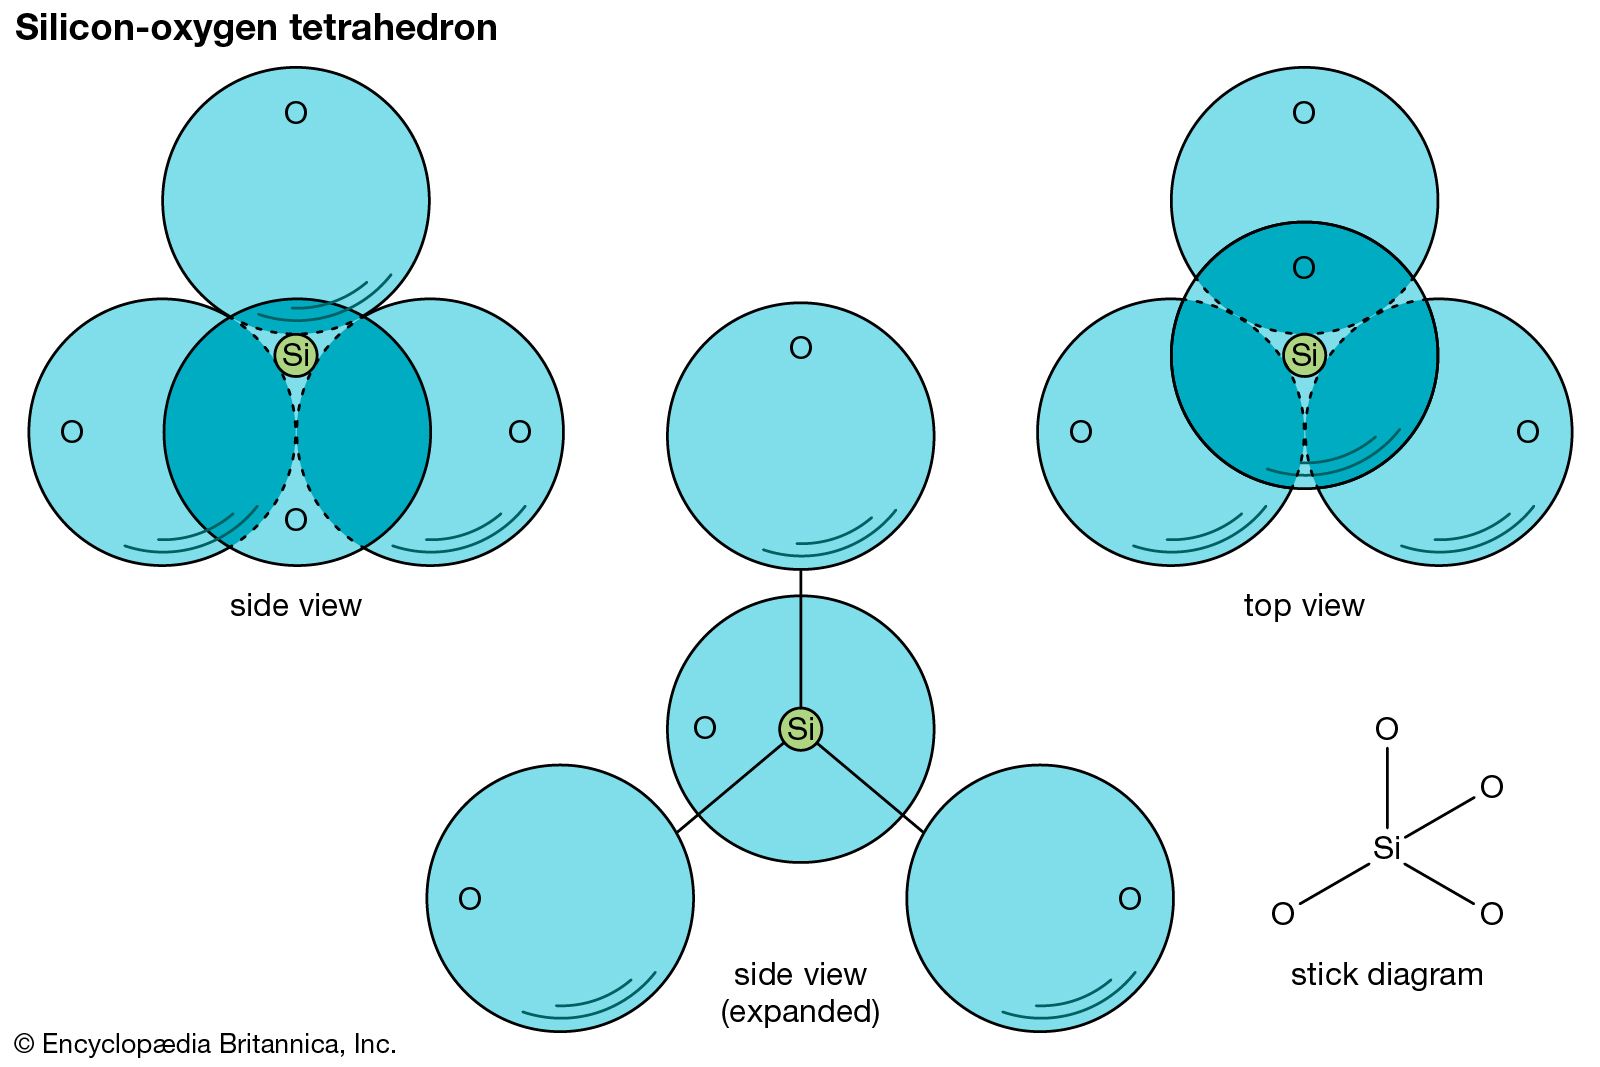 Silicon-oxygen tetrahedron
O
O
O
O
Si
O
O
Si
O
O
O
side view
top view
O
O
Si
O
O
O
O
Si
O
O
side view
(expanded)
stick diagram
© Encyclopædia Britannica, Inc.